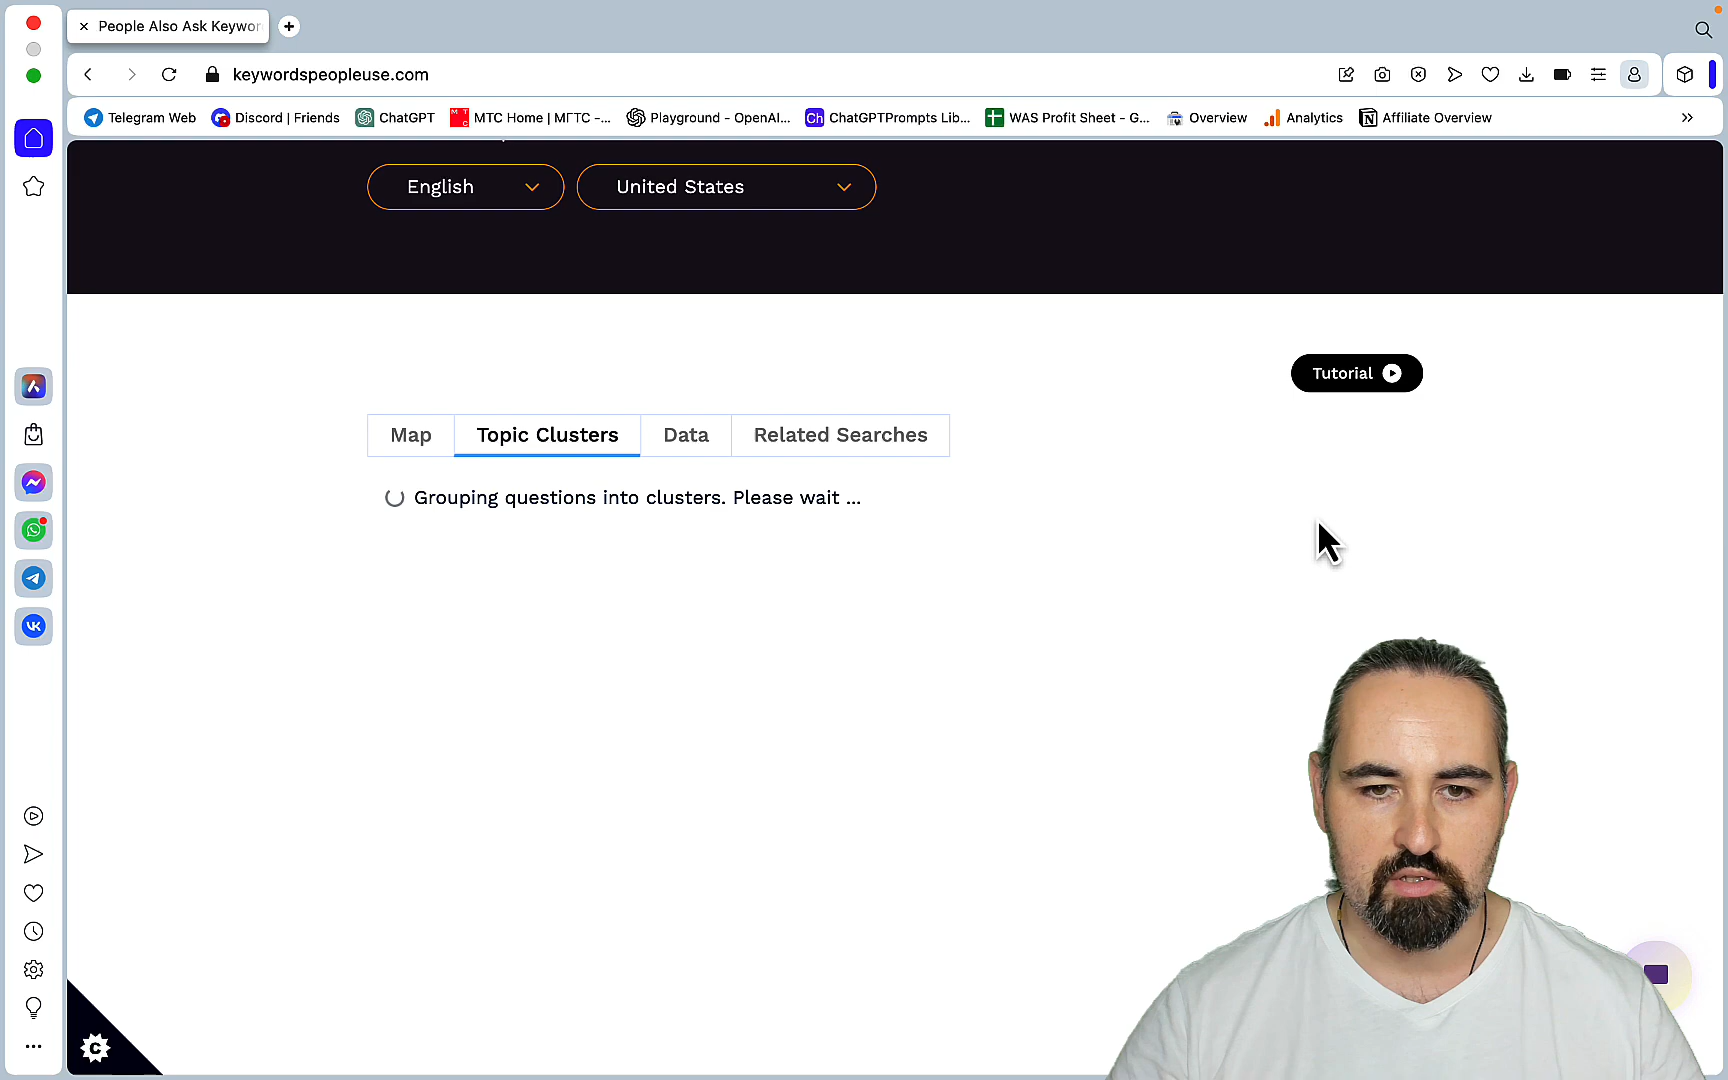 People Also Ask Keywor
keywordspeopleuse.com
Telegram Web
Discord | Friends
ChatGPT
MTC Home | МГТС -...
Playground - OpenAI...
Ch ChatGPTPrompts Lib...
WAS Profit Sheet - G...
Overview
Analytics
Affiliate Overview
English
United States
Tutorial
Map
Topic Clusters
Data
Related Searches
Grouping questions into clusters. Please wait ...